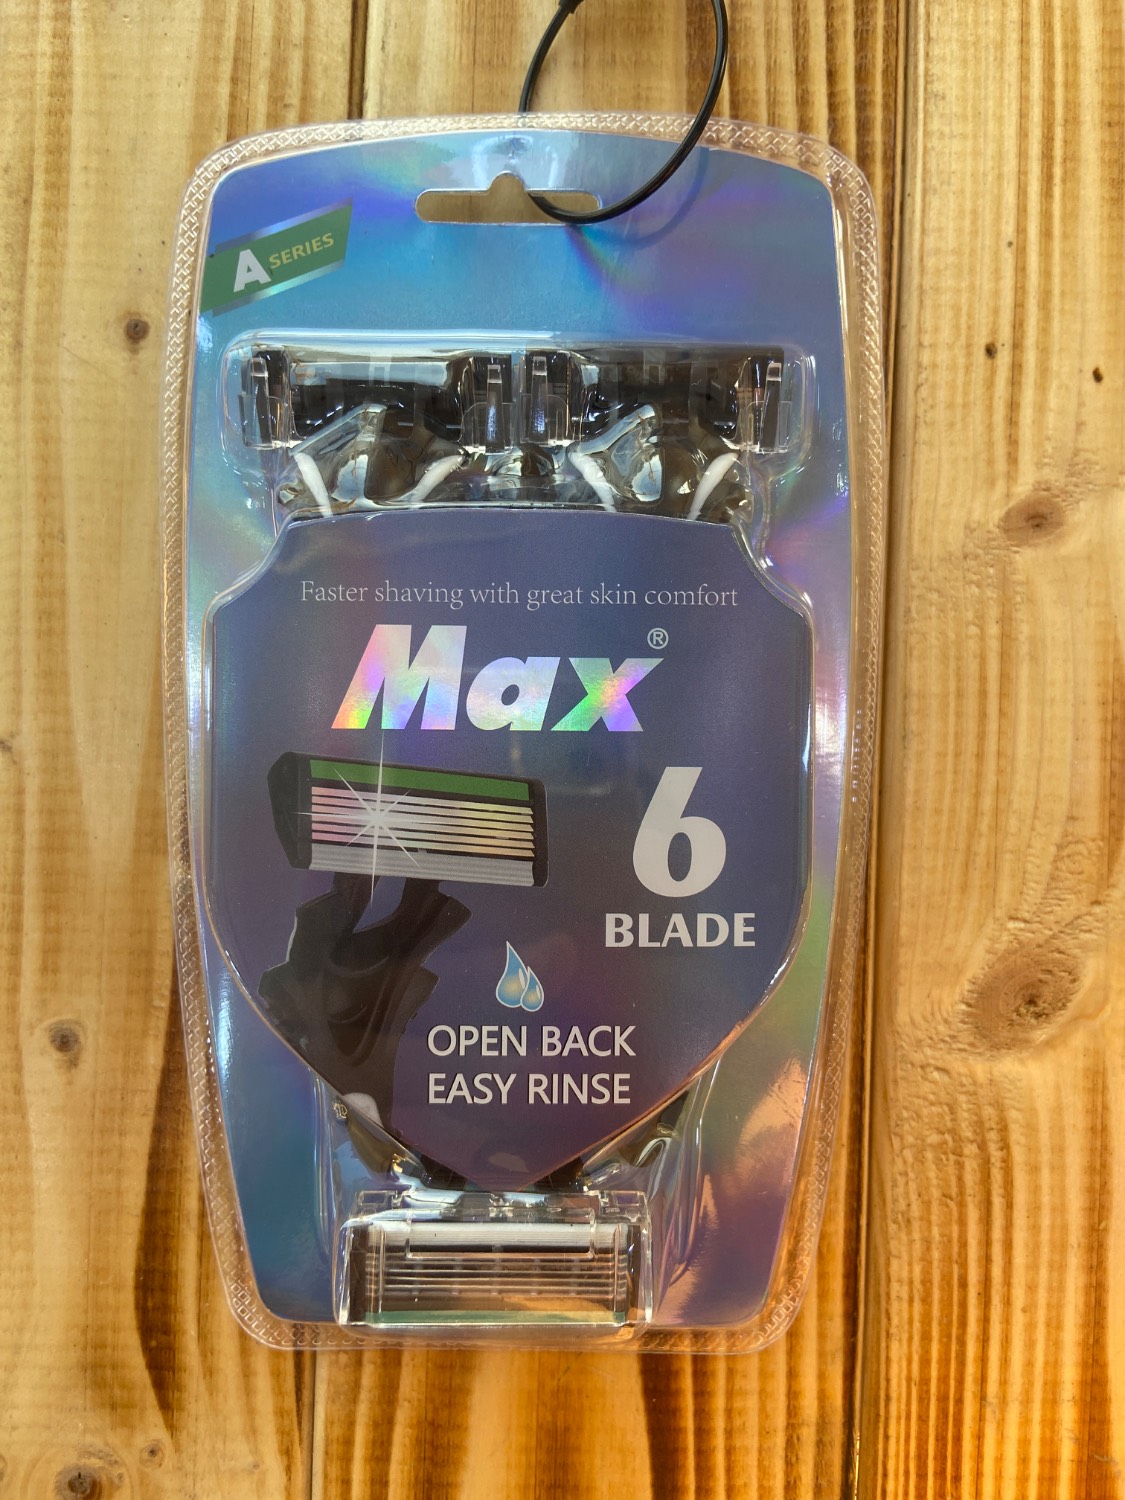 A SERIES
Faster shaving with great skin comfort
Max®
6
BLADE
OPEN BACK
EASY RINSE